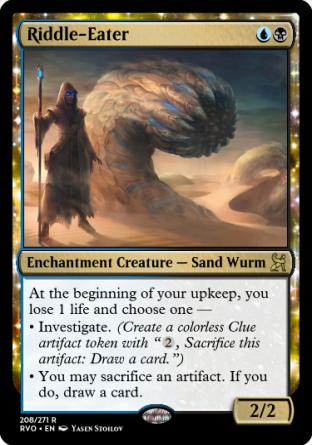 Riddle-Eater
Enchantment Creature — Sand Wurm
At the beginning of your upkeep, you
lose 1 life and choose one —
• Investigate. (Create a colorless Clue
artifact token with “2, Sacrifice this
artifact: Draw a card.”)
• You may sacrifice an artifact. If you
do, draw a card.
2/2
208/271 R
RVO • EN Yasen Stoilov